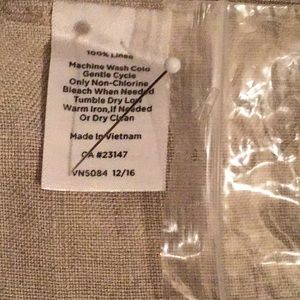 100% Linen
Machine Wash Cold
Gentle Cycle
Only Non-Chlorine
Bleach When Needed
Tumble Dry Low
Warm Iron,If Needed
Or Dry Clean
Made In Vietnam
CA #23147
VN5084 12/16